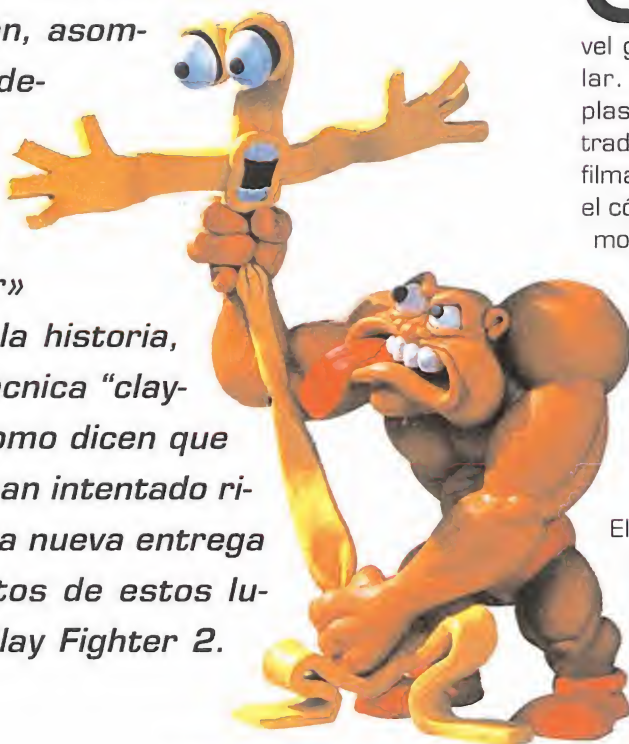 en, asom-
de-
r»
la historia,
cnica "clay-
omo dicen que
an intentado ri-
a nueva entrega
tos de estos lu-
lay Fighter 2.
vel g
lar.
plas
trad
filma
el có
mo
El